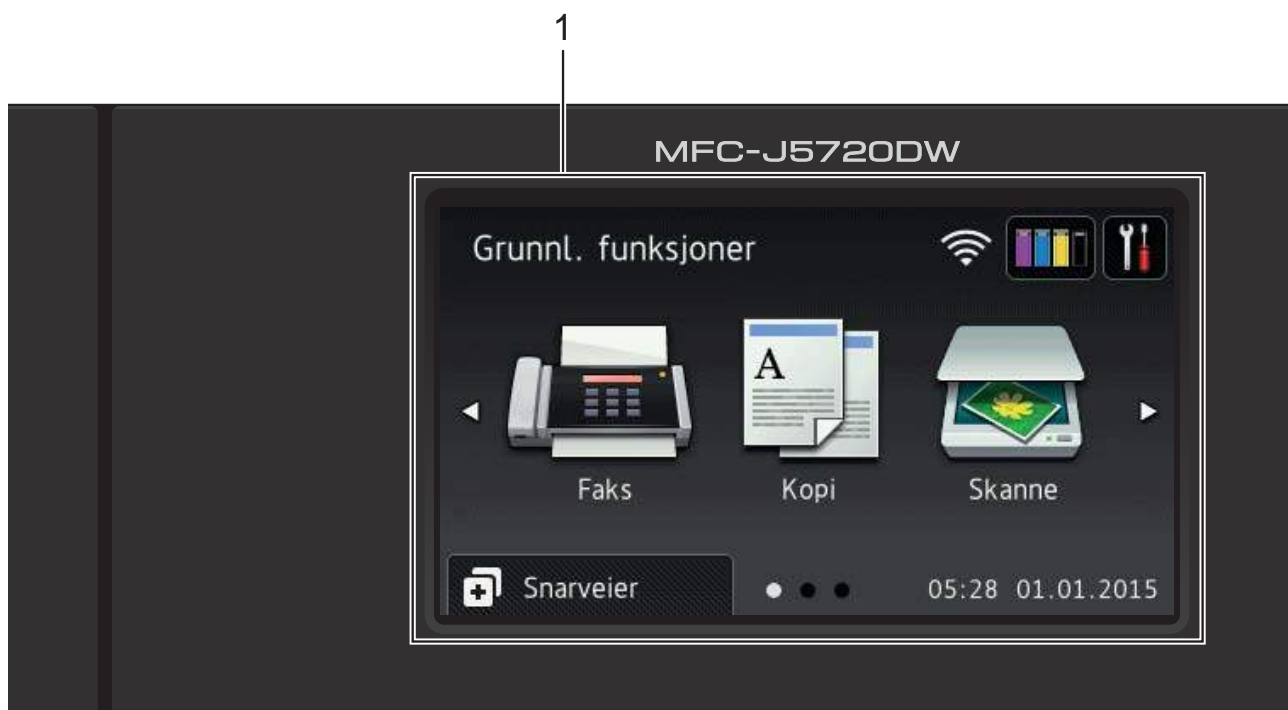 1
MFC-J5720DW
Grunnl. funksjoner
A
Faks
Kopi
Skanne
Snarveier
05:28 01.01.2015